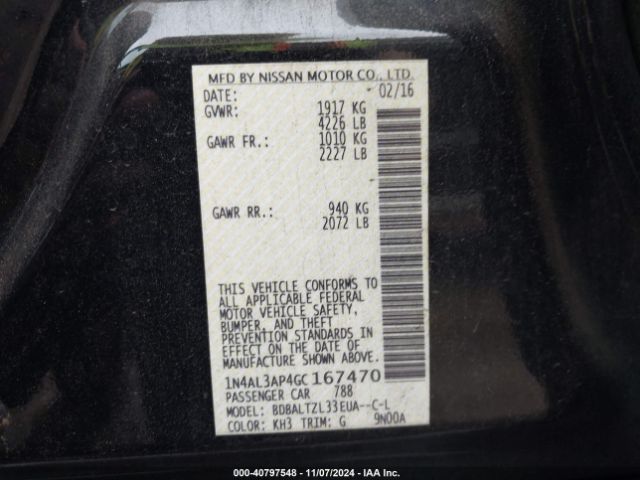 MFD BY NISSAN MOTOR CO., LTD.
DATE: 02/16
GVWR: 1917 KG
4226 LB
GAWR FR.: 1010 KG
2227 LB
GAWR RR.: 940 KG
2072 LB
THIS VEHICLE CONFORMS TO
ALL APPLICABLE FEDERAL
MOTOR VEHICLE SAFETY,
BUMPER, AND THEFT
PREVENTION STANDARDS IN
EFFECT ON THE DATE OF
MANUFACTURE SHOWN ABOVE.
1N4AL3AP4GC167470
PASSENGER CAR 788
MODEL: BDBALTZL33EUA--C-L
COLOR: KH3 TRIM: G 9N00A
000-40797548 - 11/07/2024 - IAA Inc.